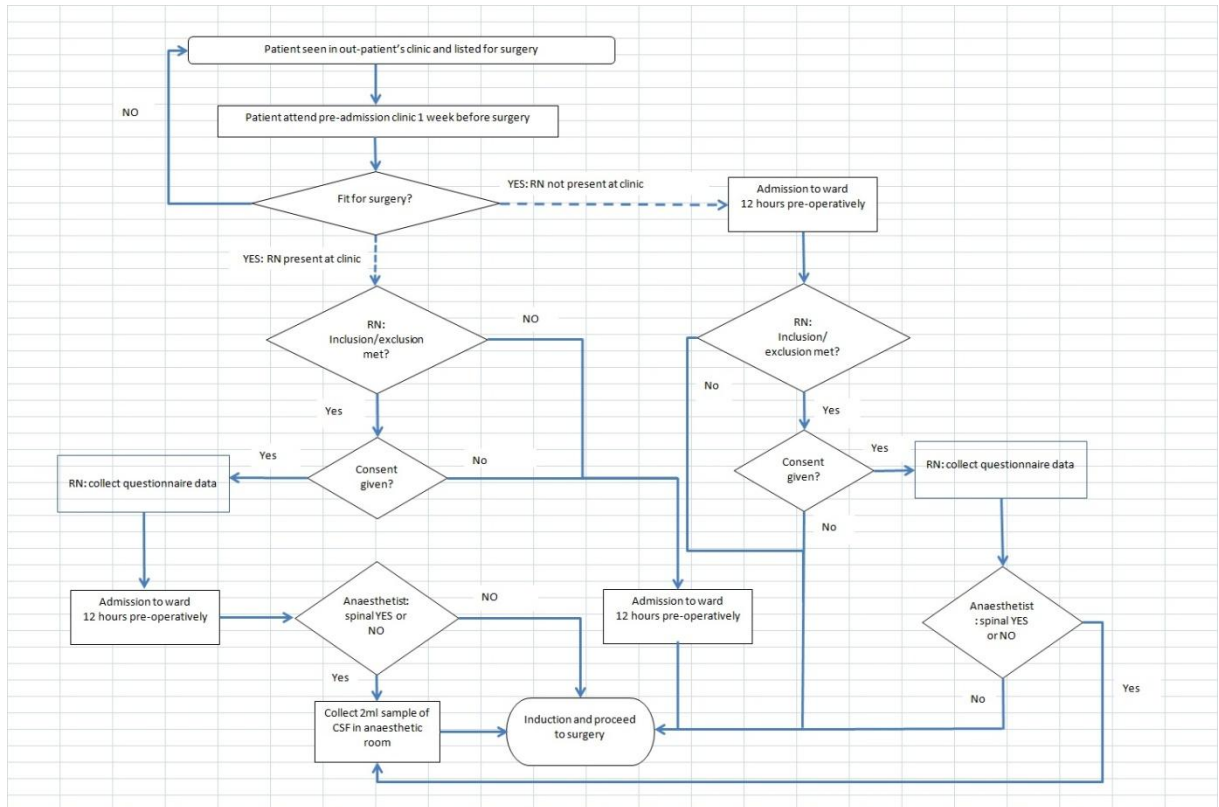 Patient seen in out-patient's clinic and listed for surgery
NO
Patient attend pre-admission clinic 1 week before surgery
Fit for surgery?
YES: RN not present at clinic
Admission to ward
12 hours pre-operatively
YES: RN present at clinic
RN:
Inclusion/exclusion
met?
NO
RN:
Inclusion/
exclusion met?
No
Yes
Yes
Yes
Consent
given?
No
Consent
given?
Yes
RN: collect questionnaire data
RN: collect questionnaire data
No
Admission to ward
12 hours pre-operatively
Anaesthetist:
spinal YES or
NO
NO
Admission to ward
12 hours pre-operatively
Anaesthetist
: spinal YES
or NO
Yes
No
Yes
Collect 2ml sample of
CSF in anaesthetic
room
Induction and proceed
to surgery